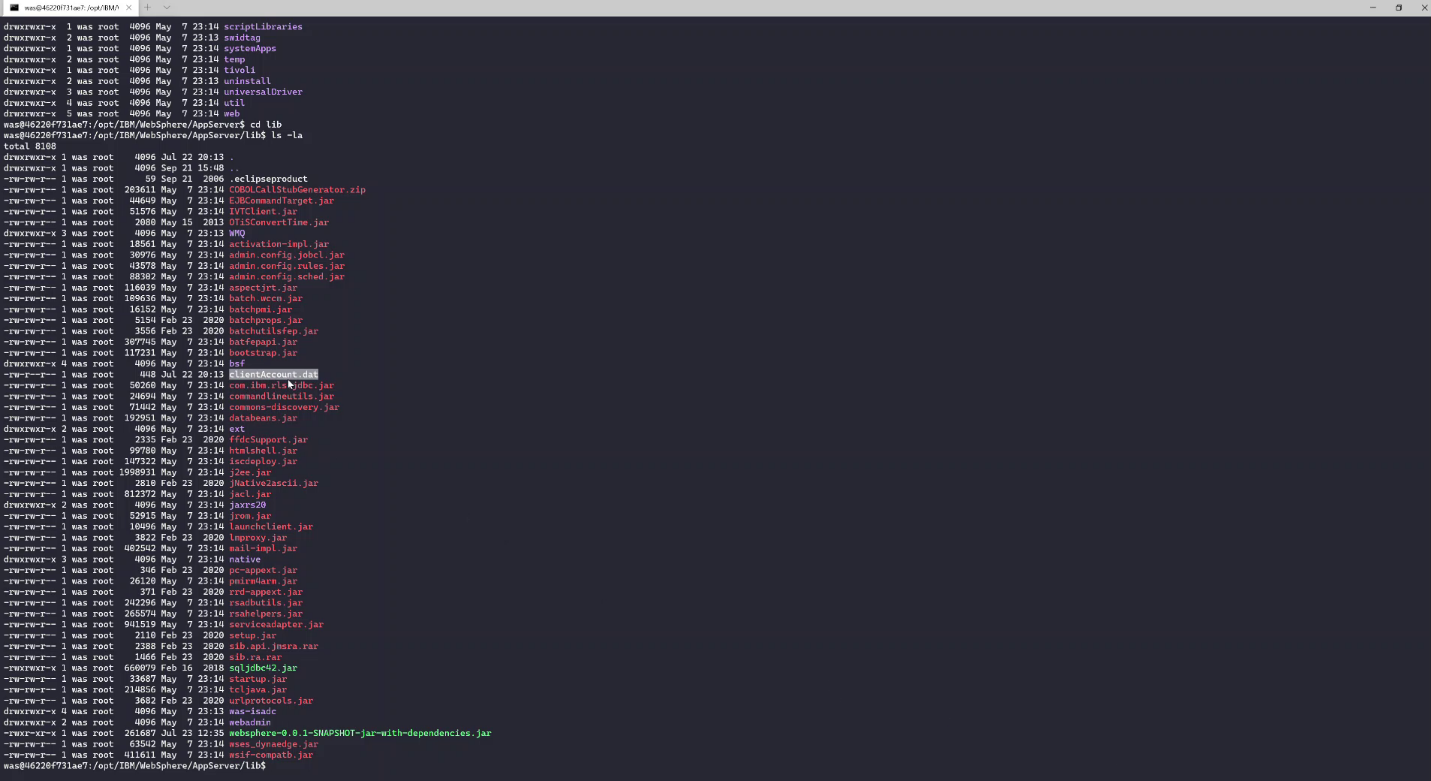 was@46220f731ae7: /opt/IBM/V
drwxrwxr-x 1 was root 4096 May 7 23:14 scriptLibraries
drwxrwxr-x 2 was root 4096 May 7 23:13 swidtag
drwxrwxr-x 1 was root 4096 May 7 23:14 systemApps
drwxrwxr-x 2 was root 4096 May 7 23:14 temp
drwxrwxr-x 1 was root 4096 May 7 23:14 tivoli
drwxrwxr-x 2 was root 4096 May 7 23:13 uninstall
drwxrwxr-x 3 was root 4096 May 7 23:14 universalDriver
drwxrwxr-x 4 was root 4096 May 7 23:14 util
drwxrwxr-x 5 was root 4096 May 7 23:14 web
was@46220f731ae7:/opt/IBM/WebSphere/AppServer$ cd lib
was@46220f731ae7:/opt/IBM/WebSphere/AppServer/lib$ ls -la
total 8108
drwxrwxr-x 1 was root 4096 Jul 22 20:13 .
drwxrwxr-x 1 was root 4096 Sep 21 15:48 ..
-rw-rw-r-- 1 was root 59 Sep 21 2006 .eclipseproduct
-rw-rw-r-- 1 was root 203611 May 7 23:14 COBOLCallStubGenerator.zip
-rw-rw-r-- 1 was root 44649 May 7 23:14 EJBCommandTarget.jar
-rw-rw-r-- 1 was root 51576 May 7 23:14 IVTClient.jar
-rw-rw-r-- 1 was root 2080 May 15 2013 OTiSConvertTime.jar
drwxrwxr-x 3 was root 4096 May 7 23:13 WMQ
-rw-rw-r-- 1 was root 18561 May 7 23:14 activation-impl.jar
-rw-rw-r-- 1 was root 30976 May 7 23:14 admin.config.jobcl.jar
-rw-rw-r-- 1 was root 43578 May 7 23:14 admin.config.rules.jar
-rw-rw-r-- 1 was root 88302 May 7 23:14 admin.config.sched.jar
-rw-rw-r-- 1 was root 116039 May 7 23:14 aspectjrt.jar
-rw-rw-r-- 1 was root 109636 May 7 23:14 batch.wccm.jar
-rw-rw-r-- 1 was root 16152 May 7 23:14 batchpmi.jar
-rw-rw-r-- 1 was root 5154 Feb 23 2020 batchprops.jar
-rw-rw-r-- 1 was root 3556 Feb 23 2020 batchutilsfep.jar
-rw-rw-r-- 1 was root 307745 May 7 23:14 batfepapi.jar
-rw-rw-r-- 1 was root 117231 May 7 23:14 bootstrap.jar
drwxrwxr-x 4 was root 4096 May 7 23:14 bsf
-rw-r--r-- 1 was root 448 Jul 22 20:13 clientAccount.dat
-rw-rw-r-- 1 was root 50260 May 7 23:14 com.ibm.rls.jdbc.jar
-rw-rw-r-- 1 was root 24694 May 7 23:14 commandlineutils.jar
-rw-rw-r-- 1 was root 71442 May 7 23:14 commons-discovery.jar
-rw-rw-r-- 1 was root 192951 May 7 23:14 databeans.jar
drwxrwxr-x 2 was root 4096 May 7 23:14 ext
-rw-rw-r-- 1 was root 2335 Feb 23 2020 ffdcSupport.jar
-rw-rw-r-- 1 was root 99780 May 7 23:14 htmlshell.jar
-rw-rw-r-- 1 was root 147322 May 7 23:14 iscdeploy.jar
-rw-rw-r-- 1 was root 1998931 May 7 23:14 j2ee.jar
-rw-rw-r-- 1 was root 2810 Feb 23 2020 jNative2ascii.jar
-rw-rw-r-- 1 was root 812372 May 7 23:14 jacl.jar
drwxrwxr-x 2 was root 4096 May 7 23:14 jaxrs20
-rw-rw-r-- 1 was root 52915 May 7 23:14 jrom.jar
-rw-rw-r-- 1 was root 10496 May 7 23:14 launchclient.jar
-rw-rw-r-- 1 was root 3822 Feb 23 2020 lmproxy.jar
-rw-rw-r-- 1 was root 402542 May 7 23:14 mail-impl.jar
drwxrwxr-x 3 was root 4096 May 7 23:14 native
-rw-rw-r-- 1 was root 346 Feb 23 2020 pc-appext.jar
-rw-rw-r-- 1 was root 26120 May 7 23:14 pmirm4arm.jar
-rw-rw-r-- 1 was root 371 Feb 23 2020 rrd-appext.jar
-rw-rw-r-- 1 was root 242296 May 7 23:14 rsadbutils.jar
-rw-rw-r-- 1 was root 265574 May 7 23:14 rsahelpers.jar
-rw-rw-r-- 1 was root 941519 May 7 23:14 serviceadapter.jar
-rw-rw-r-- 1 was root 2110 Feb 23 2020 setup.jar
-rw-rw-r-- 1 was root 2388 Feb 23 2020 sib.api.jmsra.rar
-rw-rw-r-- 1 was root 1466 Feb 23 2020 sib.ra.rar
-rwxrwxr-x 1 was root 660079 Feb 16 2018 sqljdbc42.jar
-rw-rw-r-- 1 was root 33687 May 7 23:14 startup.jar
-rw-rw-r-- 1 was root 214856 May 7 23:14 tcljava.jar
-rw-rw-r-- 1 was root 3682 Feb 23 2020 urlprotocols.jar
drwxrwxr-x 4 was root 4096 May 7 23:13 was-isadc
drwxrwxr-x 2 was root 4096 May 7 23:14 webadmin
-rwxr-xr-x 1 was root 261687 Jul 23 12:35 websphere-0.0.1-SNAPSHOT-jar-with-dependencies.jar
-rw-rw-r-- 1 was root 63542 May 7 23:14 wses_dynaedge.jar
-rw-rw-r-- 1 was root 411611 May 7 23:14 wsif-compatb.jar
was@46220f731ae7:/opt/IBM/WebSphere/AppServer/lib$